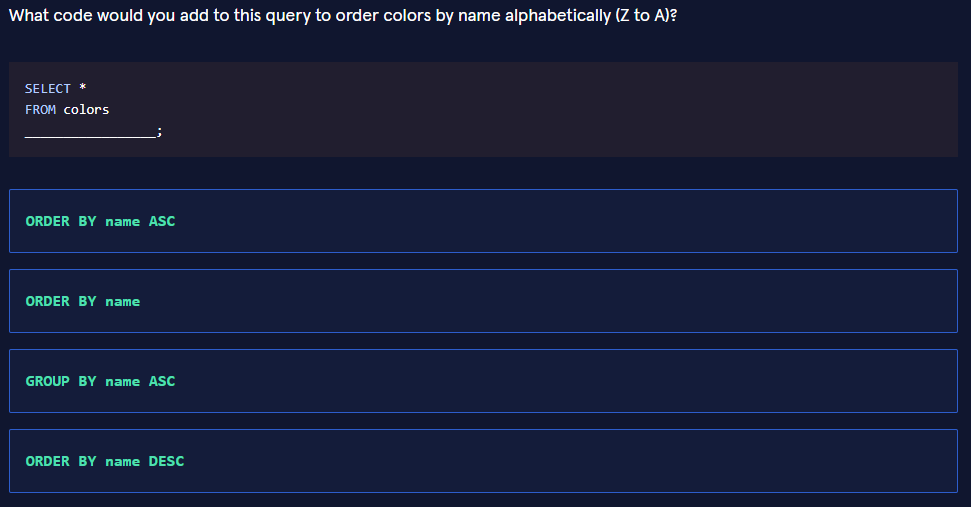 What code would you add to this query to order colors by name alphabetically (Z to A)?
SELECT *
FROM colors
_________________;
ORDER BY name ASC
ORDER BY name
GROUP BY name ASC
ORDER BY name DESC